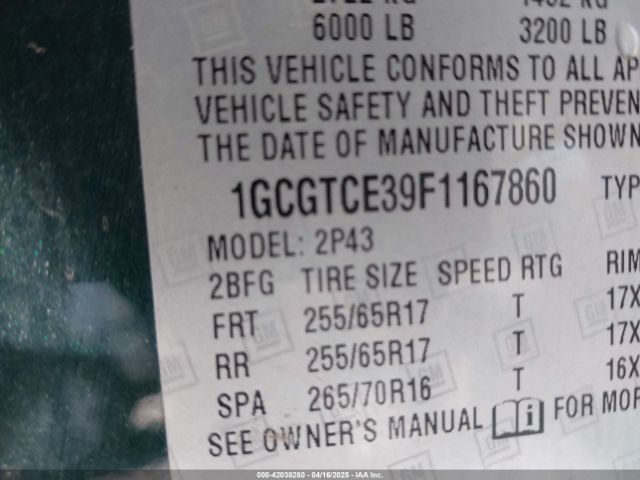 6000 LB 3200 LB
THIS VEHICLE CONFORMS TO ALL AP
VEHICLE SAFETY AND THEFT PREVEN
THE DATE OF MANUFACTURE SHOWN
1GCGTCE39F1167860 TYP
MODEL: 2P43
2BFG TIRE SIZE SPEED RTG RIM
FRT 255/65R17 T 17X
RR 255/65R17 T 17X
SPA 265/70R16 T 16X
SEE OWNER'S MANUAL FOR MOR
000-42038280 - 04/16/2025 - IAA Inc.